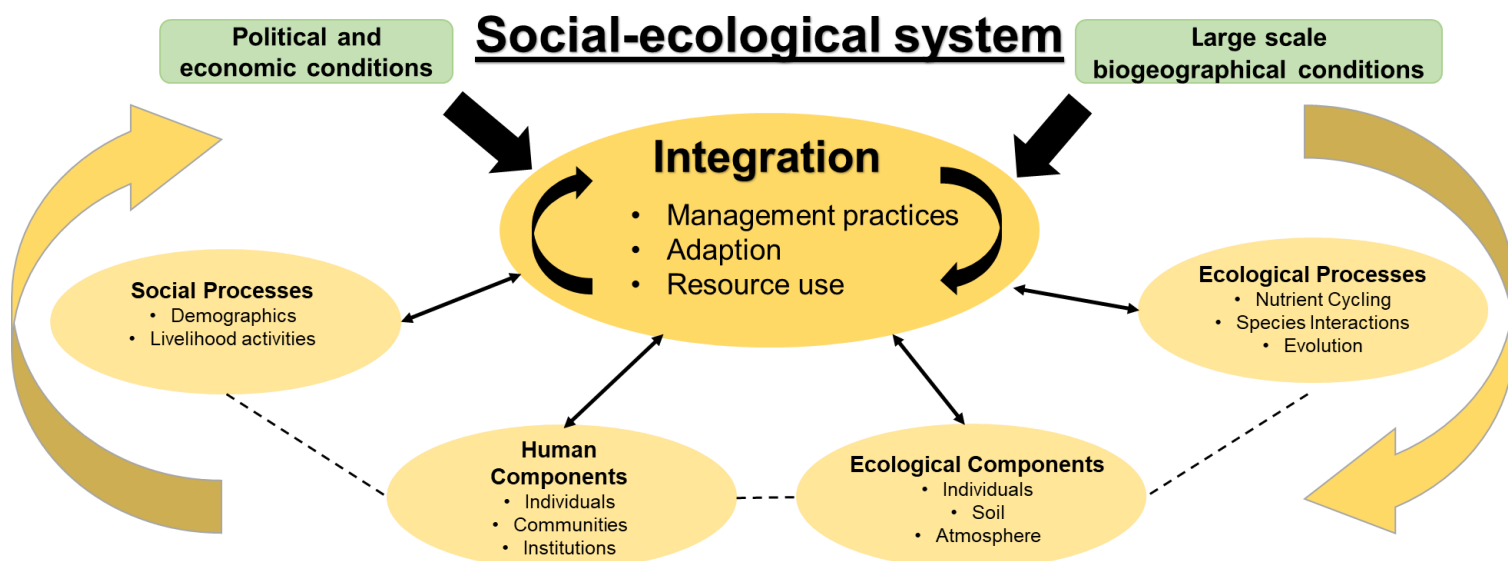 Social-ecological system
Political and
economic conditions
Large scale
biogeographical conditions
Integration
• Management practices
• Adaption
• Resource use
Social Processes
• Demographics
• Livelihood activities
Ecological Processes
• Nutrient Cycling
• Species Interactions
• Evolution
Human
Components
• Individuals
• Communities
• Institutions
Ecological Components
• Individuals
• Soil
• Atmosphere